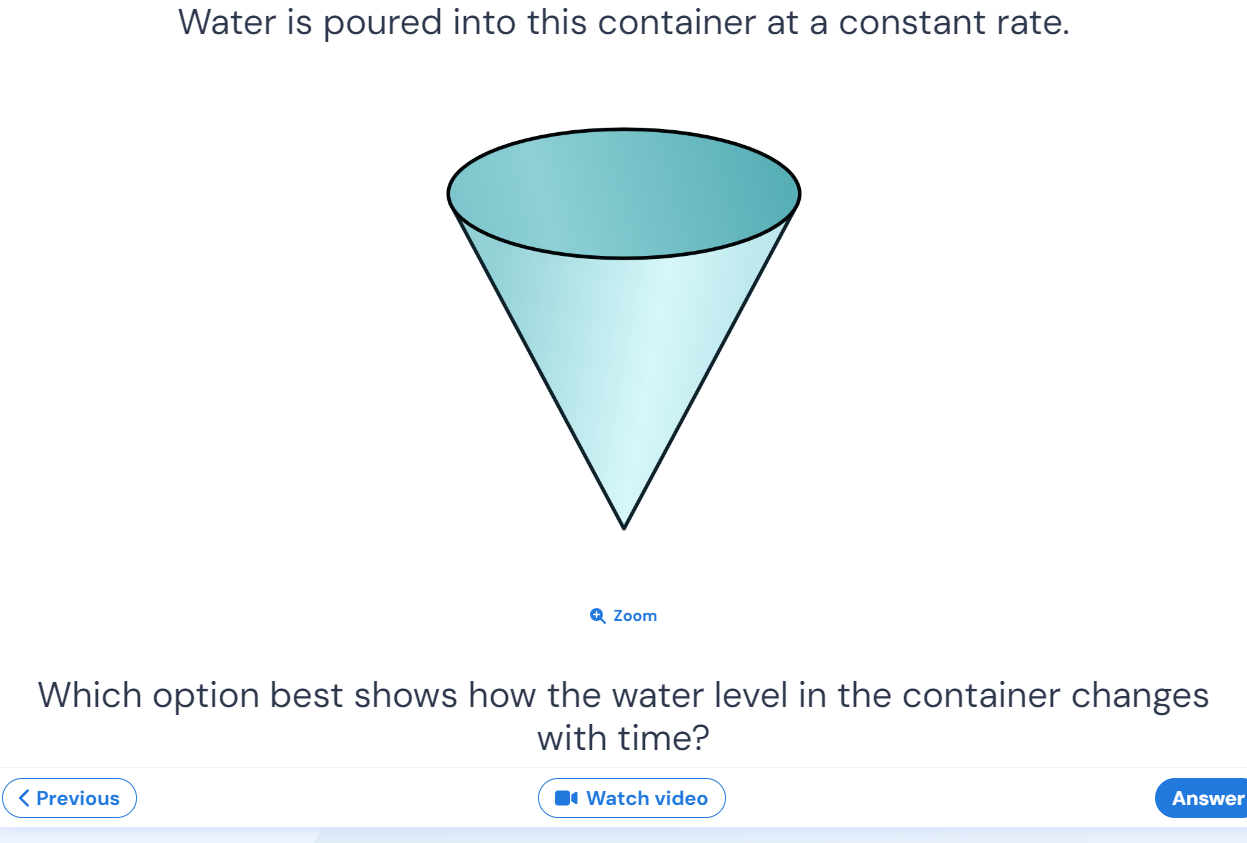 Water is poured into this container at a constant rate.
Zoom
Which option best shows how the water level in the container changes
with time?
Previous
Watch video
Answer